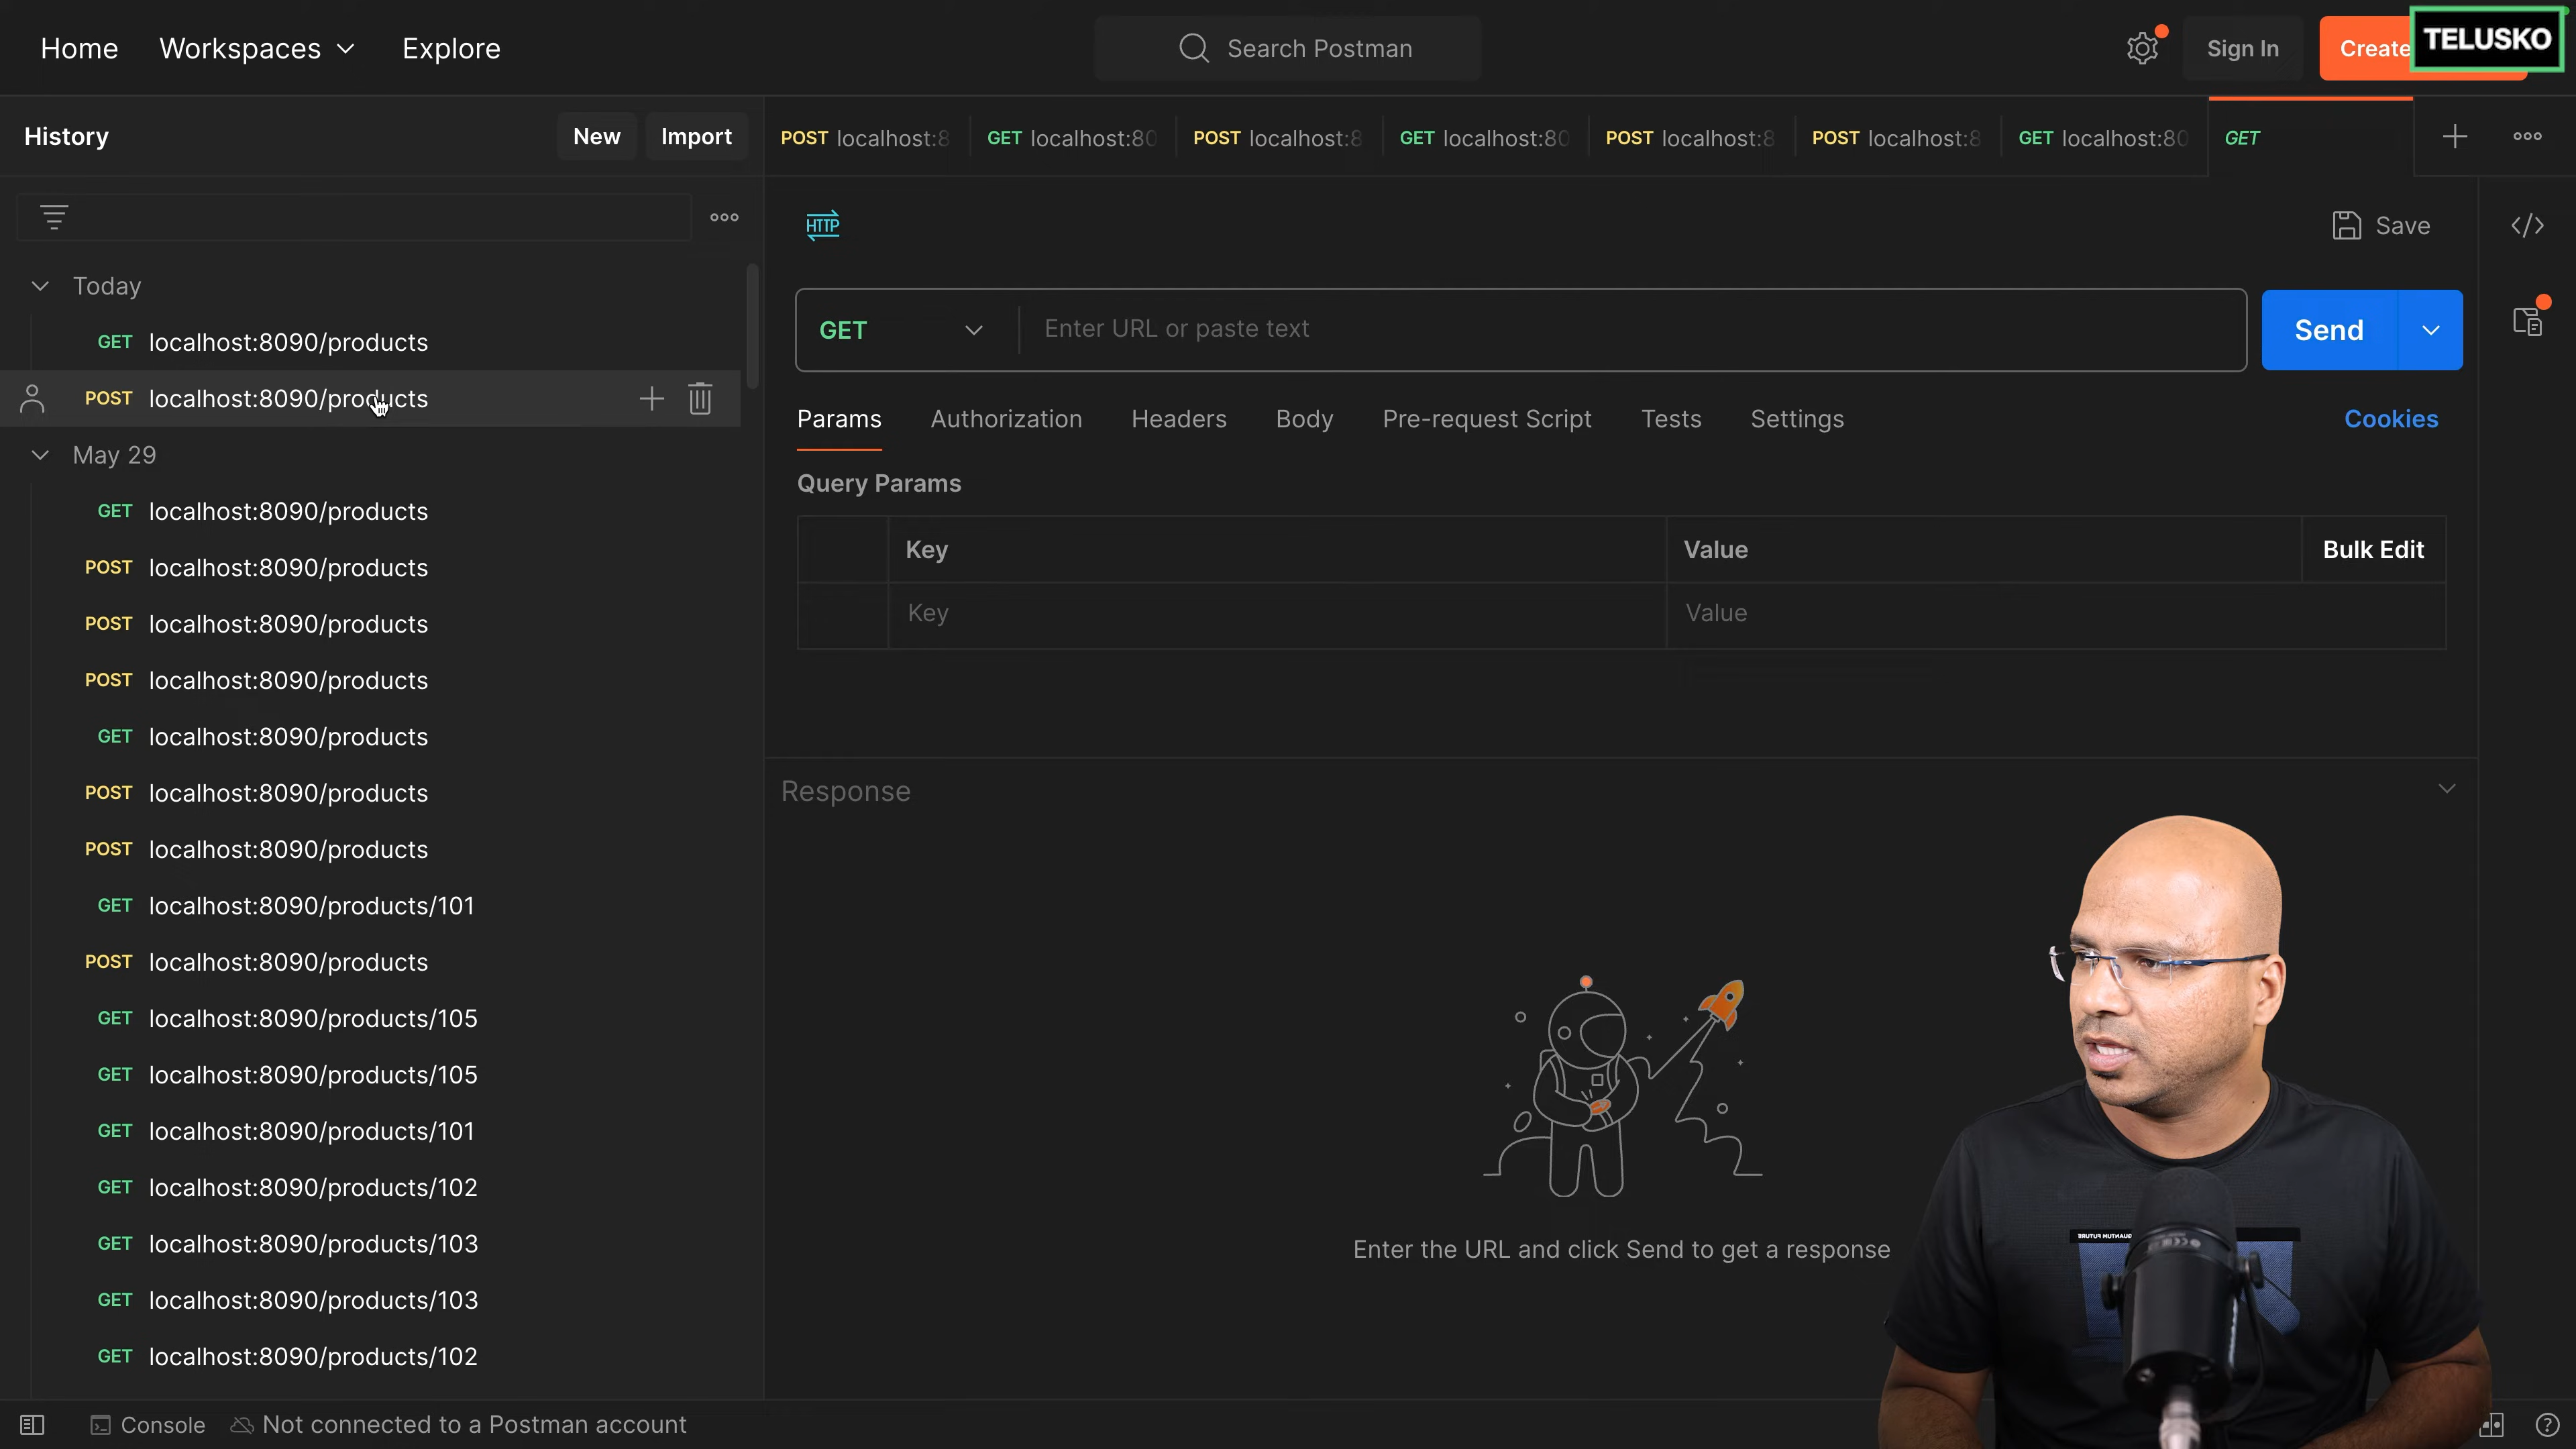 Home Workspaces Explore Search Postman Sign In Create TELUSKO
History New Import
POST localhost:8 GET localhost:80 POST localhost:8 GET localhost:80 POST localhost:8 POST localhost:8 GET localhost:80 GET
HTTP Save
Today
GET localhost:8090/products
POST localhost:8090/products
May 29
GET localhost:8090/products
POST localhost:8090/products
POST localhost:8090/products
POST localhost:8090/products
GET localhost:8090/products
POST localhost:8090/products
POST localhost:8090/products
GET localhost:8090/products/101
POST localhost:8090/products
GET localhost:8090/products/105
GET localhost:8090/products/105
GET localhost:8090/products/101
GET localhost:8090/products/102
GET localhost:8090/products/103
GET localhost:8090/products/103
GET localhost:8090/products/102
GET Enter URL or paste text Send
Params Authorization Headers Body Pre-request Script Tests Settings Cookies
Query Params
Key Value Bulk Edit
Key Value
Response
Enter the URL and click Send to get a response
Console Not connected to a Postman account